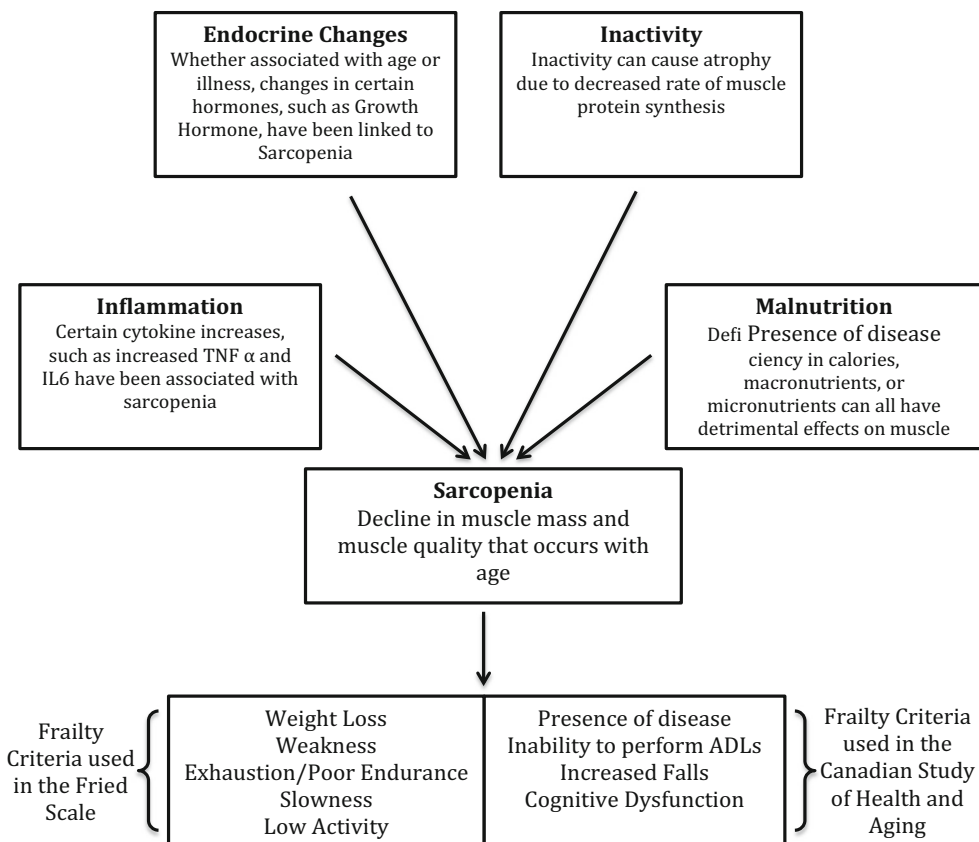 Endocrine Changes
Whether associated with age or
illness, changes in certain
hormones, such as Growth
Hormone, have been linked to
Sarcopenia
Inactivity
Inactivity can cause atrophy
due to decreased rate of muscle
protein synthesis
Inflammation
Certain cytokine increases,
such as increased TNF α and
IL6 have been associated with
sarcopenia
Malnutrition
Defi Presence of disease
ciency in calories,
macronutrients, or
micronutrients can all have
detrimental effects on muscle
Sarcopenia
Decline in muscle mass and
muscle quality that occurs with
age
Frailty
Criteria used
in the Fried
Scale
Weight Loss
Weakness
Exhaustion/Poor Endurance
Slowness
Low Activity
Presence of disease
Inability to perform ADLs
Increased Falls
Cognitive Dysfunction
Frailty Criteria
used in the
Canadian Study
of Health and
Aging